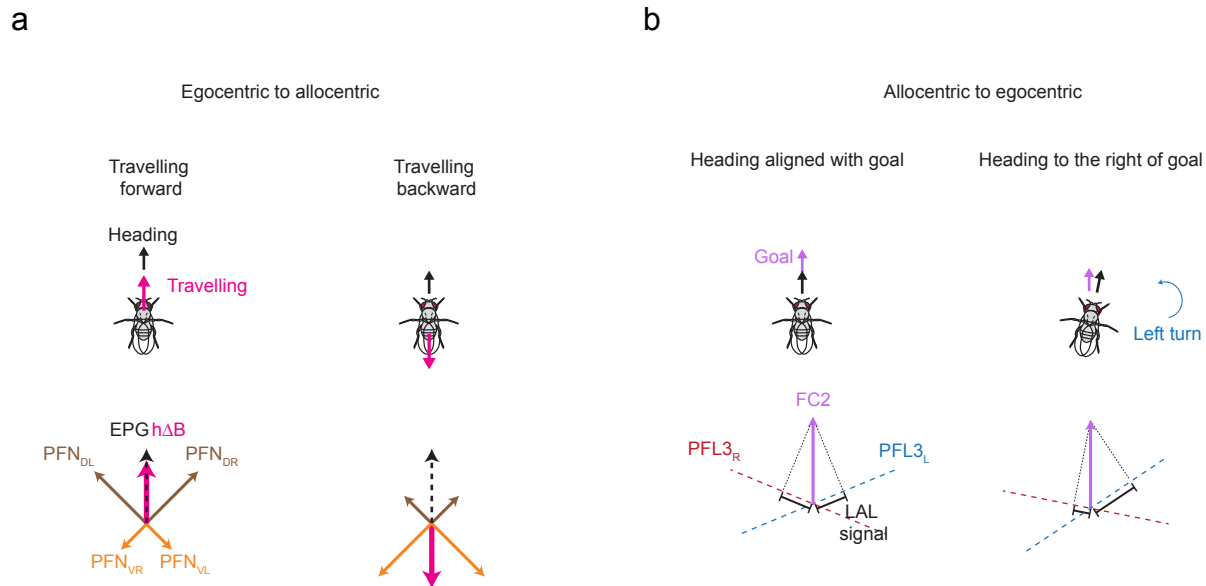 a
Egocentric to allocentric
Travelling
forward
Travelling
backward
Heading
Travelling
EPG hΔB
PFN_DL
PFN_DR
PFN_VR
PFN_VL
b
Allocentric to egocentric
Heading aligned with goal
Heading to the right of goal
Goal
Left turn
FC2
PFL3_R
PFL3_L
LAL
signal